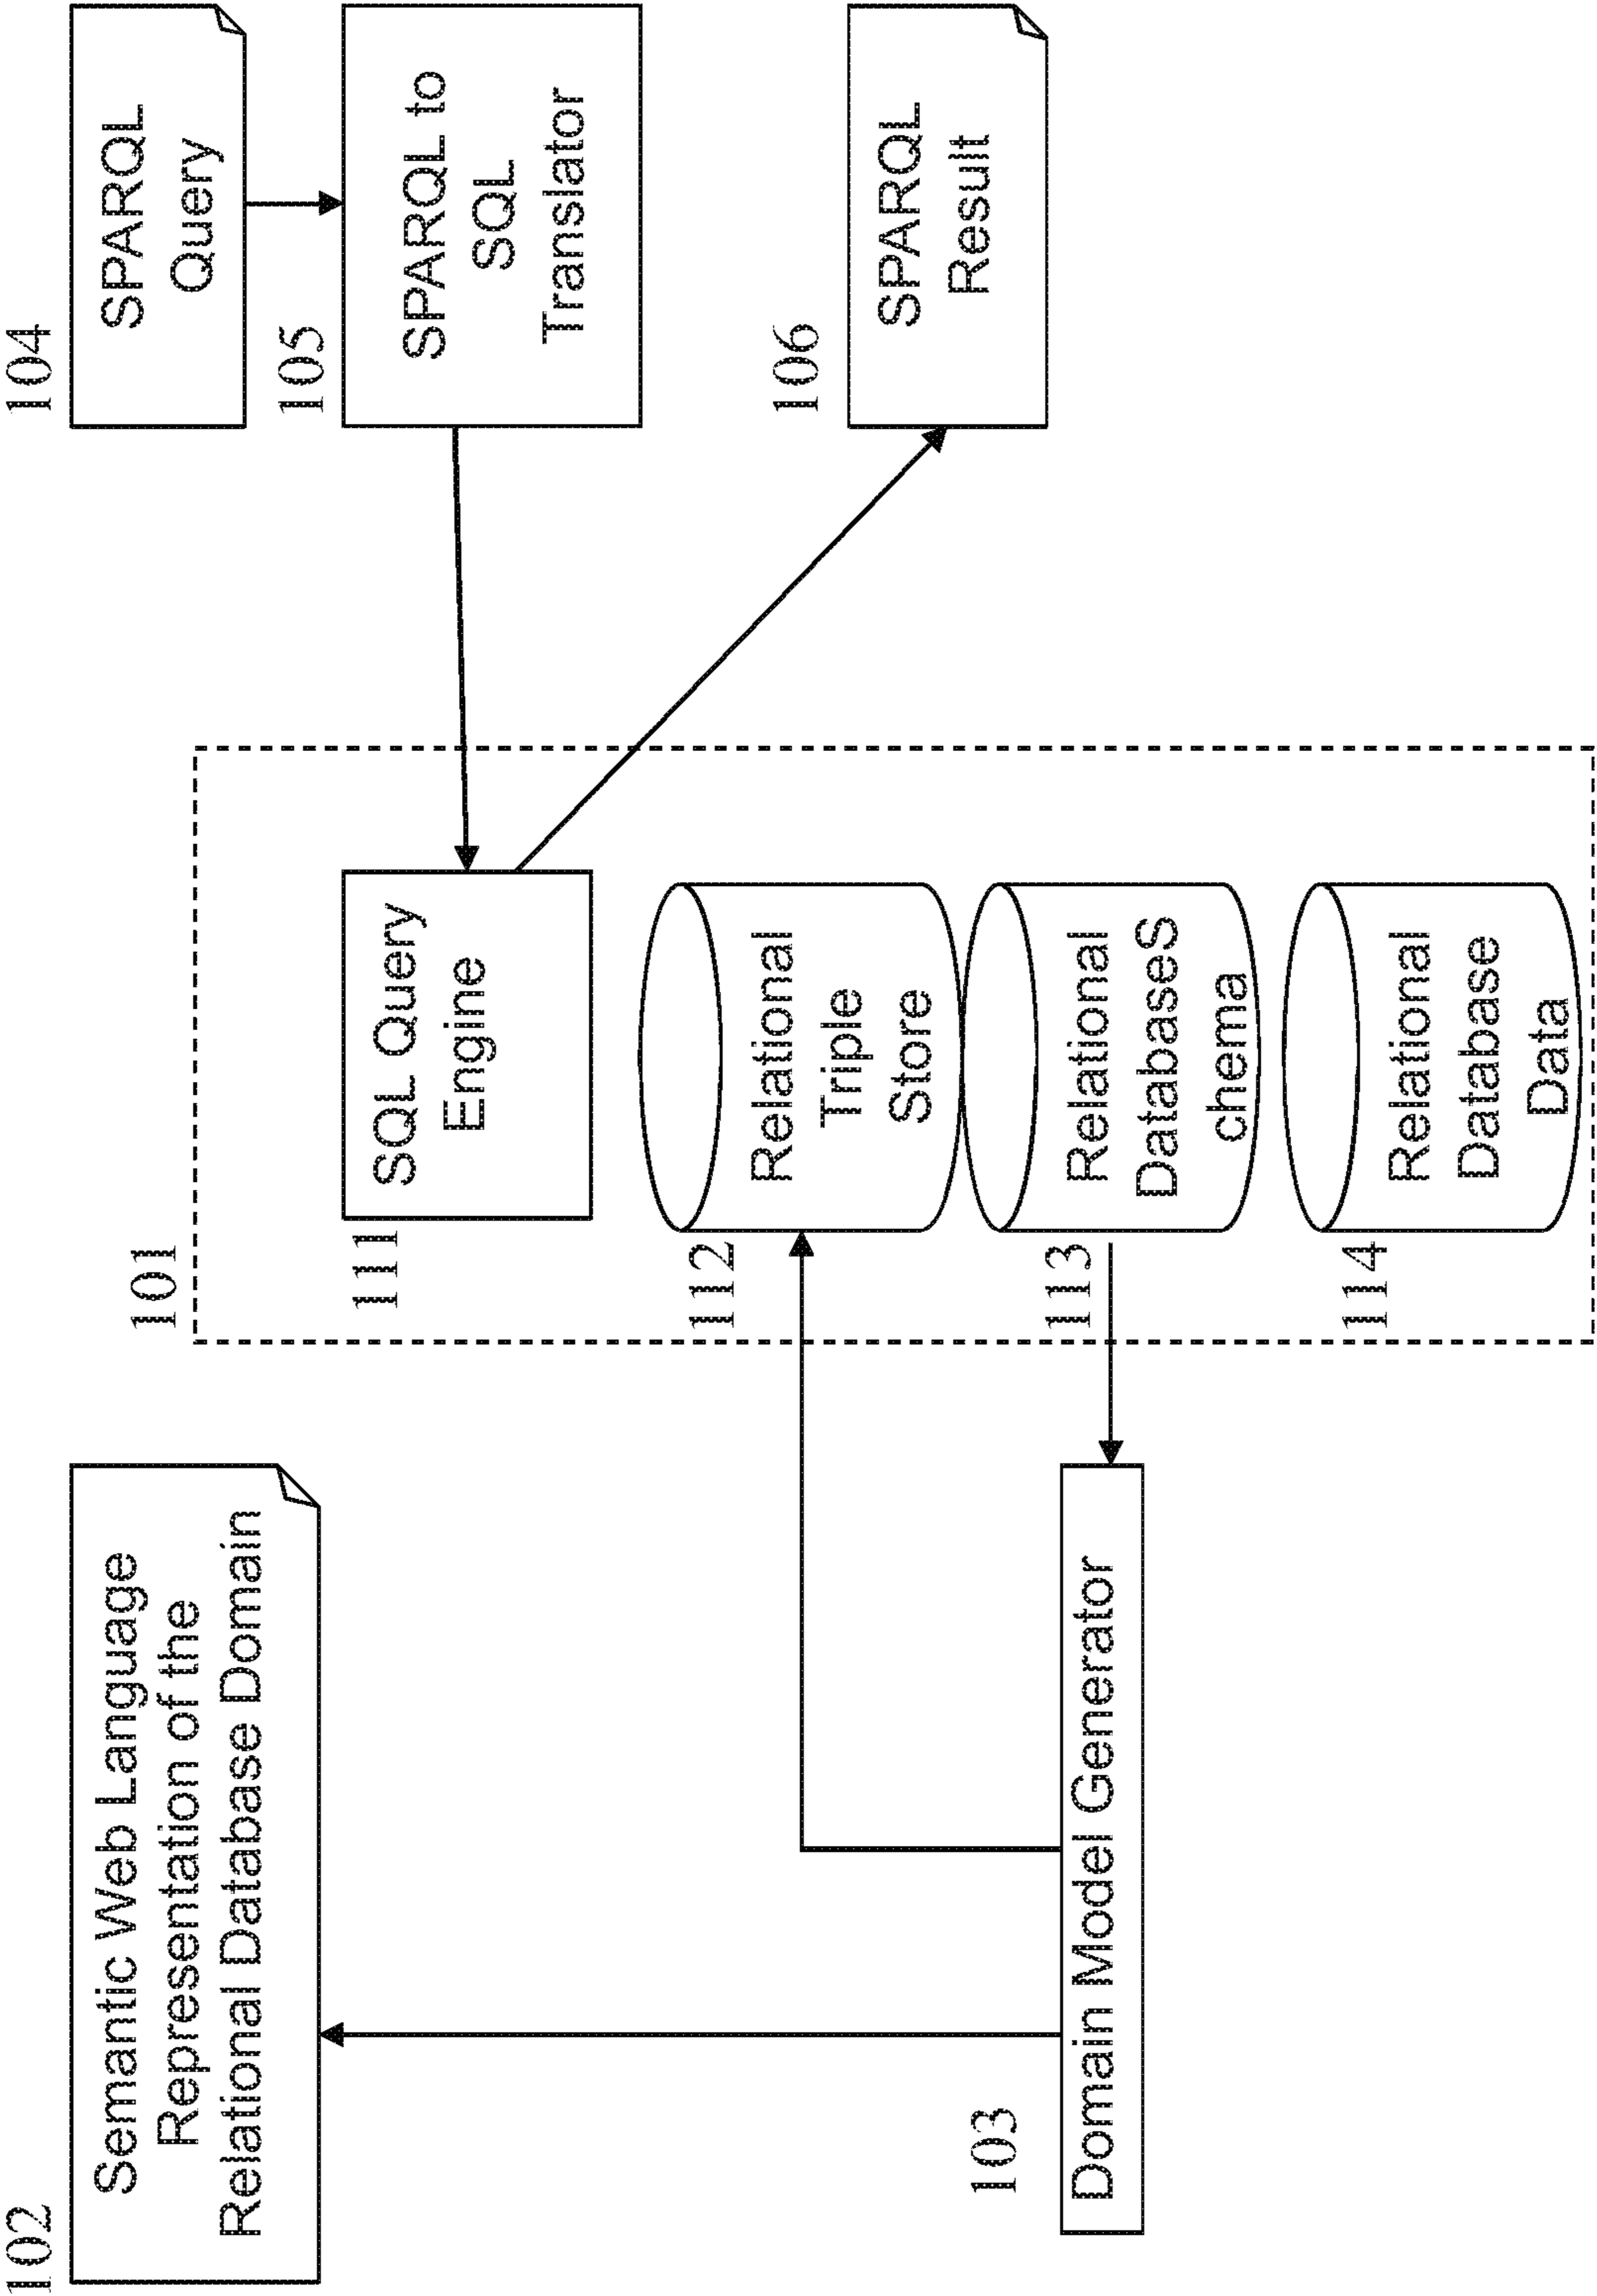 102
Semantic Web Language
Representation of the
Relational Database Domain
103
Domain Model Generator
101
111
SQL Query
Engine
112
Relational
Triple
Store
113
Relational
DatabaseS
chema
114
Relational
Database
Data
104
SPARQL
Query
105
SPARQL to
SQL
Translator
106
SPARQL
Result